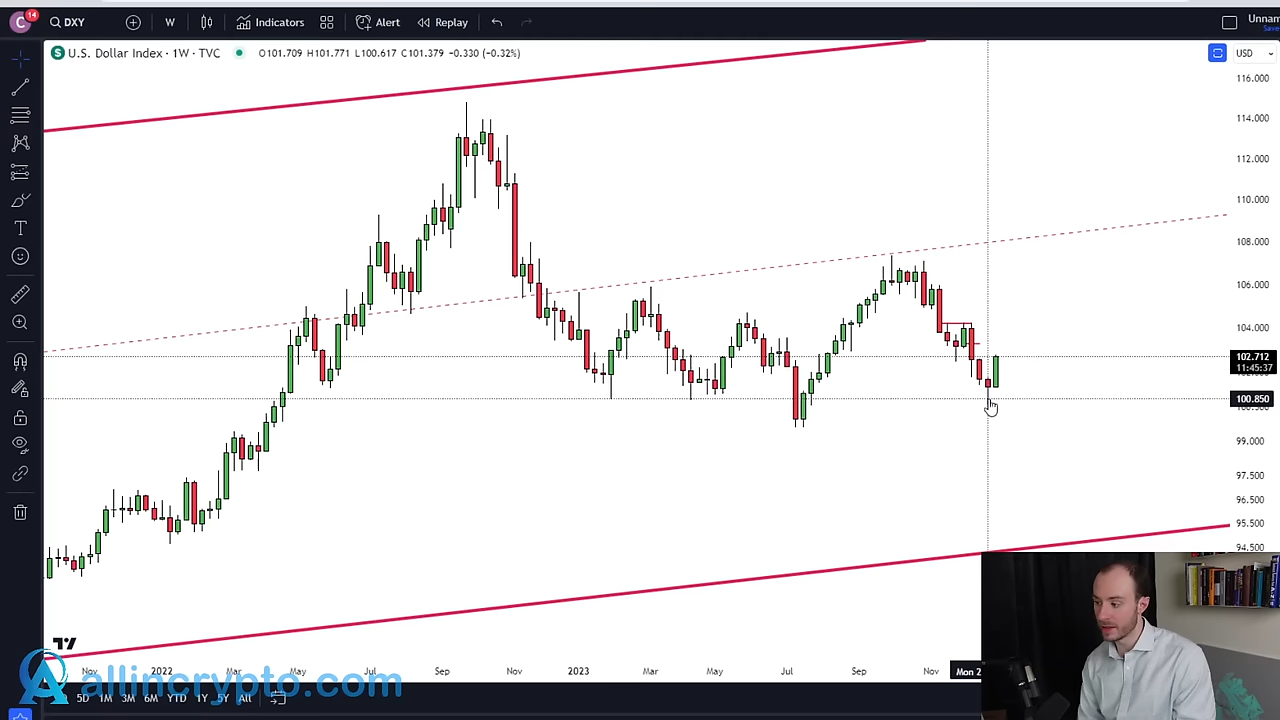 C 14 DXY W Indicators Alert Replay Unnam
Save
S U.S. Dollar Index · 1W · TVC O101.709 H101.771 L100.617 C101.379 −0.330 (−0.32%) USD
116.000
114.000
112.000
110.000
108.000
106.000
104.000
102.712
11:45:37
100.850
99.000
97.500
96.500
95.500
94.500
Nov 2022 Mar May Jul Sep Nov 2023 Mar May Jul Sep Nov Mon 2
allincrypto.com
5D 1M 3M 6M YTD 1Y 5Y All